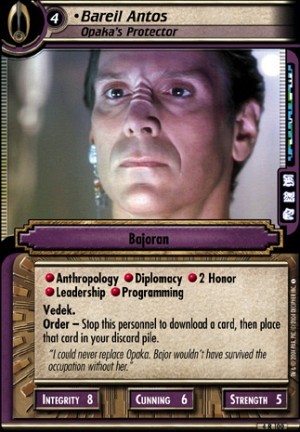 4
•Bareil Antos
Opaka's Protector
Bajoran
Anthropology Diplomacy 2 Honor
Leadership Programming
Vedek.
Order – Stop this personnel to download a card, then place
that card in your discard pile.
"I could never replace Opaka. Bajor wouldn't have survived the
occupation without her."
INTEGRITY 8 CUNNING 6 STRENGTH 5
4 R 100